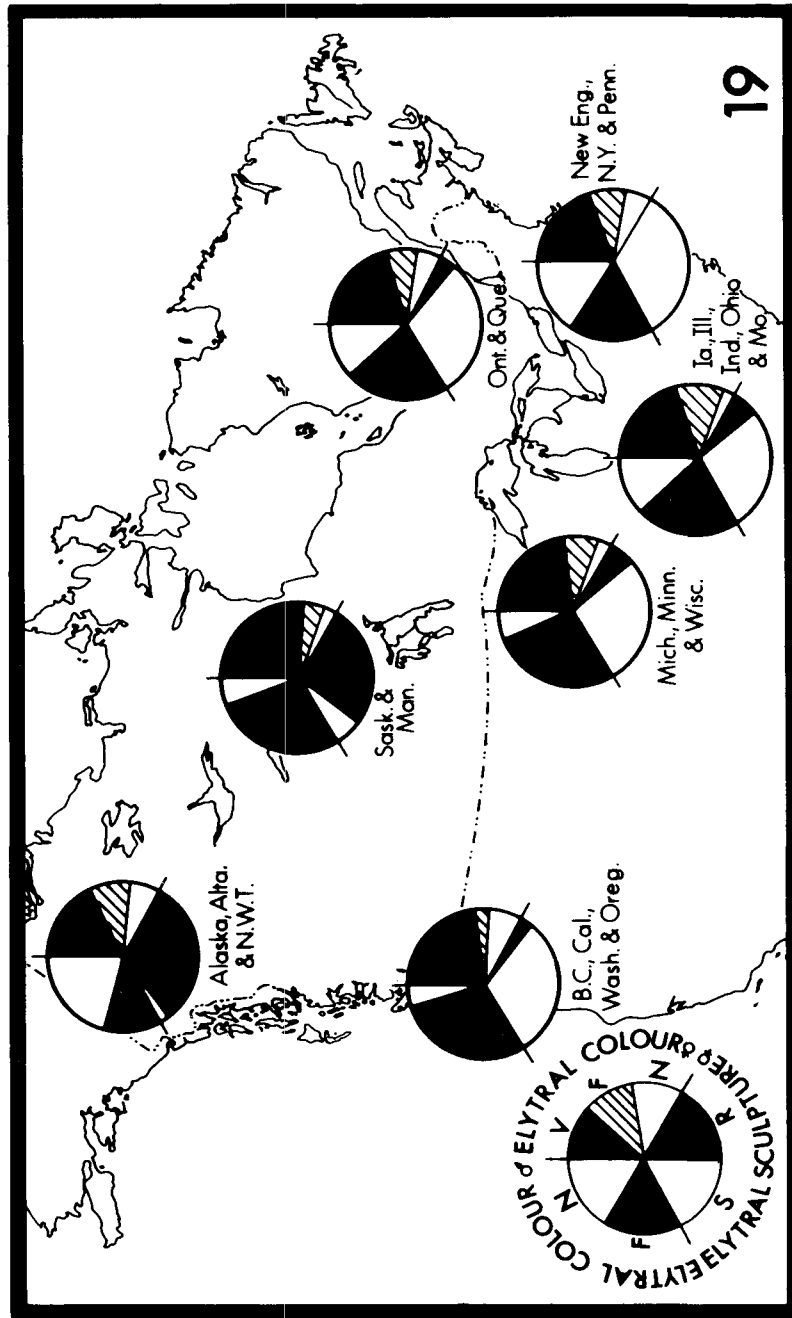 Alaska, Alta.
& N.W.T.
Sask. &
Man.
Ont. & Que.
New Eng.,
N.Y. & Penn.
B.C., Cal.,
Wash. & Oreg.
Mich., Minn.
& Wisc.
Ia., Ill.,
Ind., Ohio
& Mo.
ELYTRAL COLOUR ♂
ELYTRAL COLOUR ♀
ELYTRAL SCULPTURE ♀
N
V
F
N
R
S
F
19